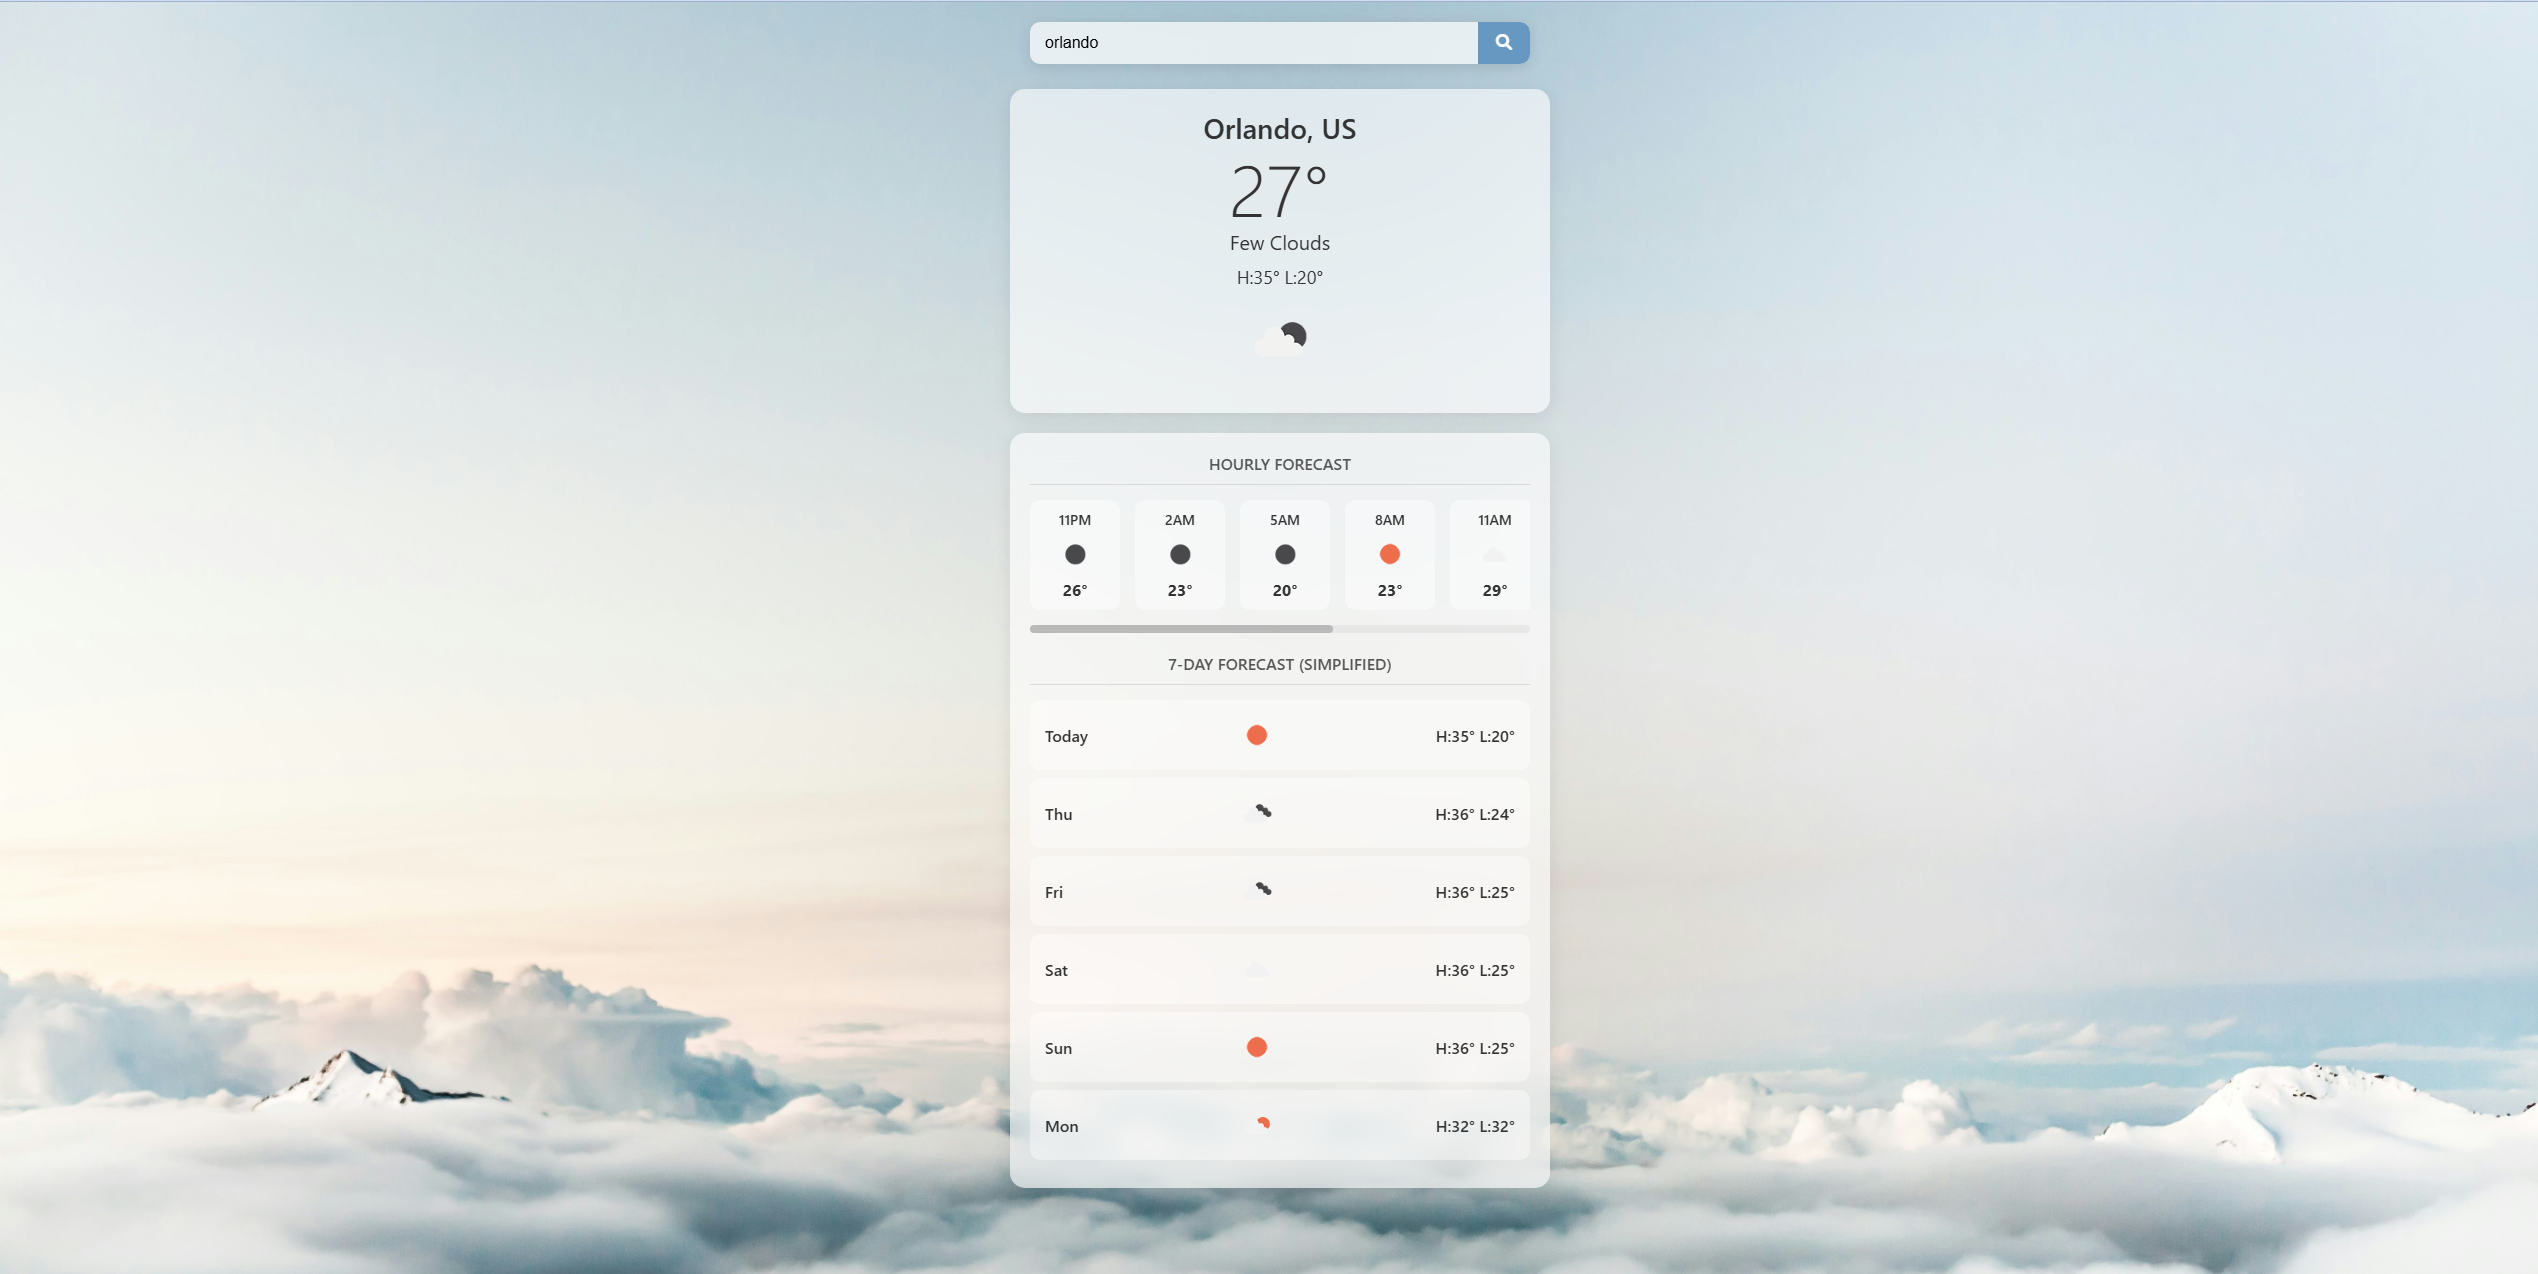 orlando
Orlando, US
27°
Few Clouds
H:35° L:20°
HOURLY FORECAST
11PM 2AM 5AM 8AM 11AM
26° 23° 20° 23° 29°
7-DAY FORECAST (SIMPLIFIED)
Today H:35° L:20°
Thu H:36° L:24°
Fri H:36° L:25°
Sat H:36° L:25°
Sun H:36° L:25°
Mon H:32° L:32°